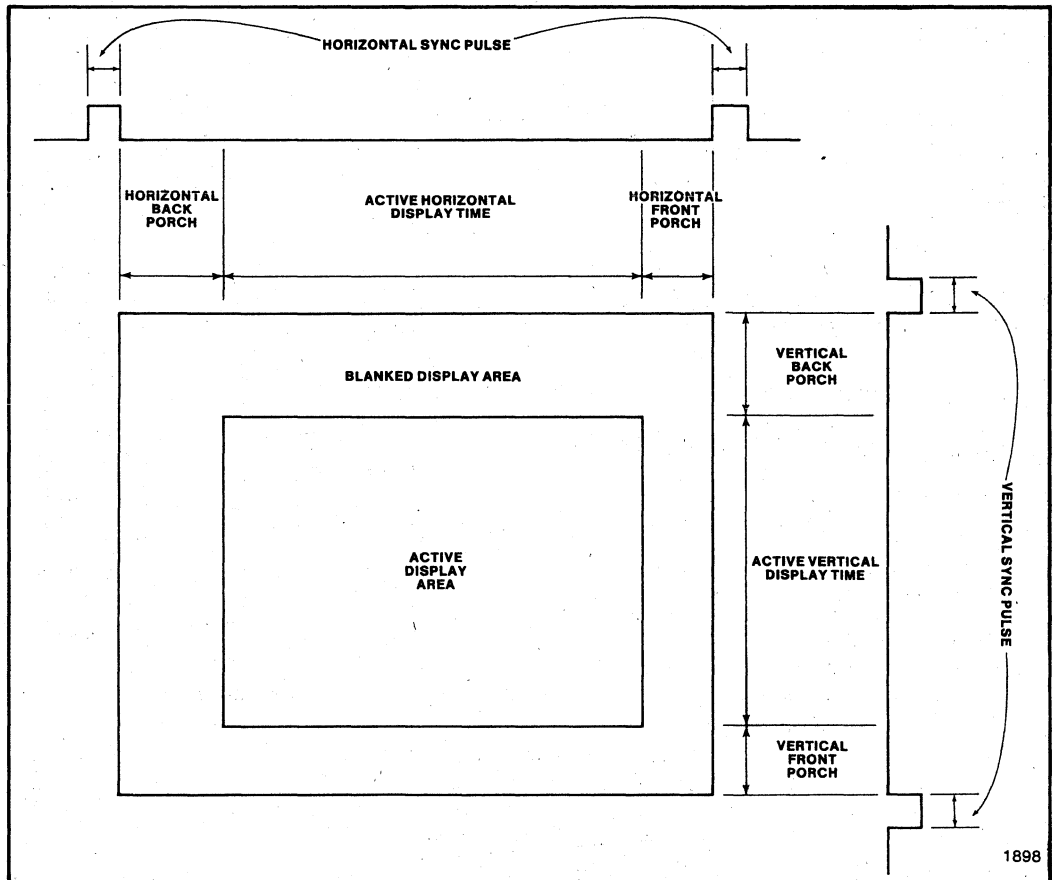 HORIZONTAL SYNC PULSE
HORIZONTAL
BACK
PORCH
ACTIVE HORIZONTAL
DISPLAY TIME
HORIZONTAL
FRONT
PORCH
BLANKED DISPLAY AREA
VERTICAL
BACK
PORCH
ACTIVE
DISPLAY
AREA
ACTIVE VERTICAL
DISPLAY TIME
VERTICAL SYNC PULSE
VERTICAL
FRONT
PORCH
1898